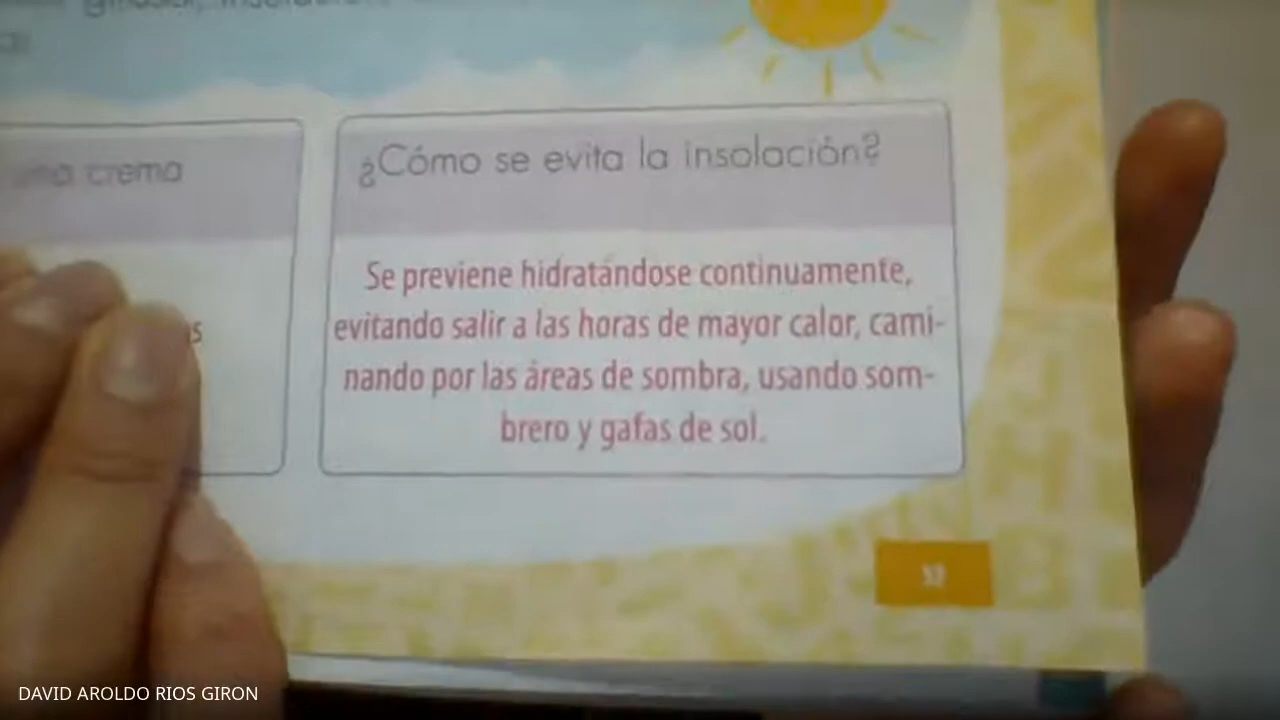 crema
¿Cómo se evita la insolación?
Se previene hidratándose continuamente,
evitando salir a las horas de mayor calor, cami-
nando por las áreas de sombra, usando som-
brero y gafas de sol.
DAVID AROLDO RIOS GIRON